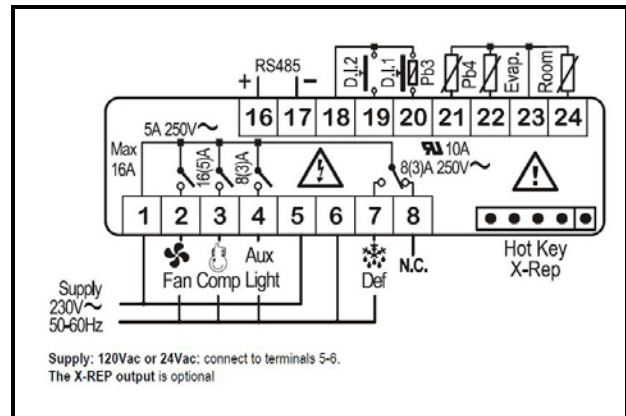 RS485
+ −
D.I.2 D.I.1 Pb3 Pb4 Evap. Room
16 17 18 19 20 21 22 23 24
5A 250V~
Max
16A
16(5)A
8(3)A
10A
8(3)A 250V~
1 2 3 4 5 6 7 8
Fan Comp Aux
Light
Def
N.C.
Hot Key
X-Rep
Supply
230V~
50-60Hz
Supply: 120Vac or 24Vac: connect to terminals 5-6.
The X-REP output is optional